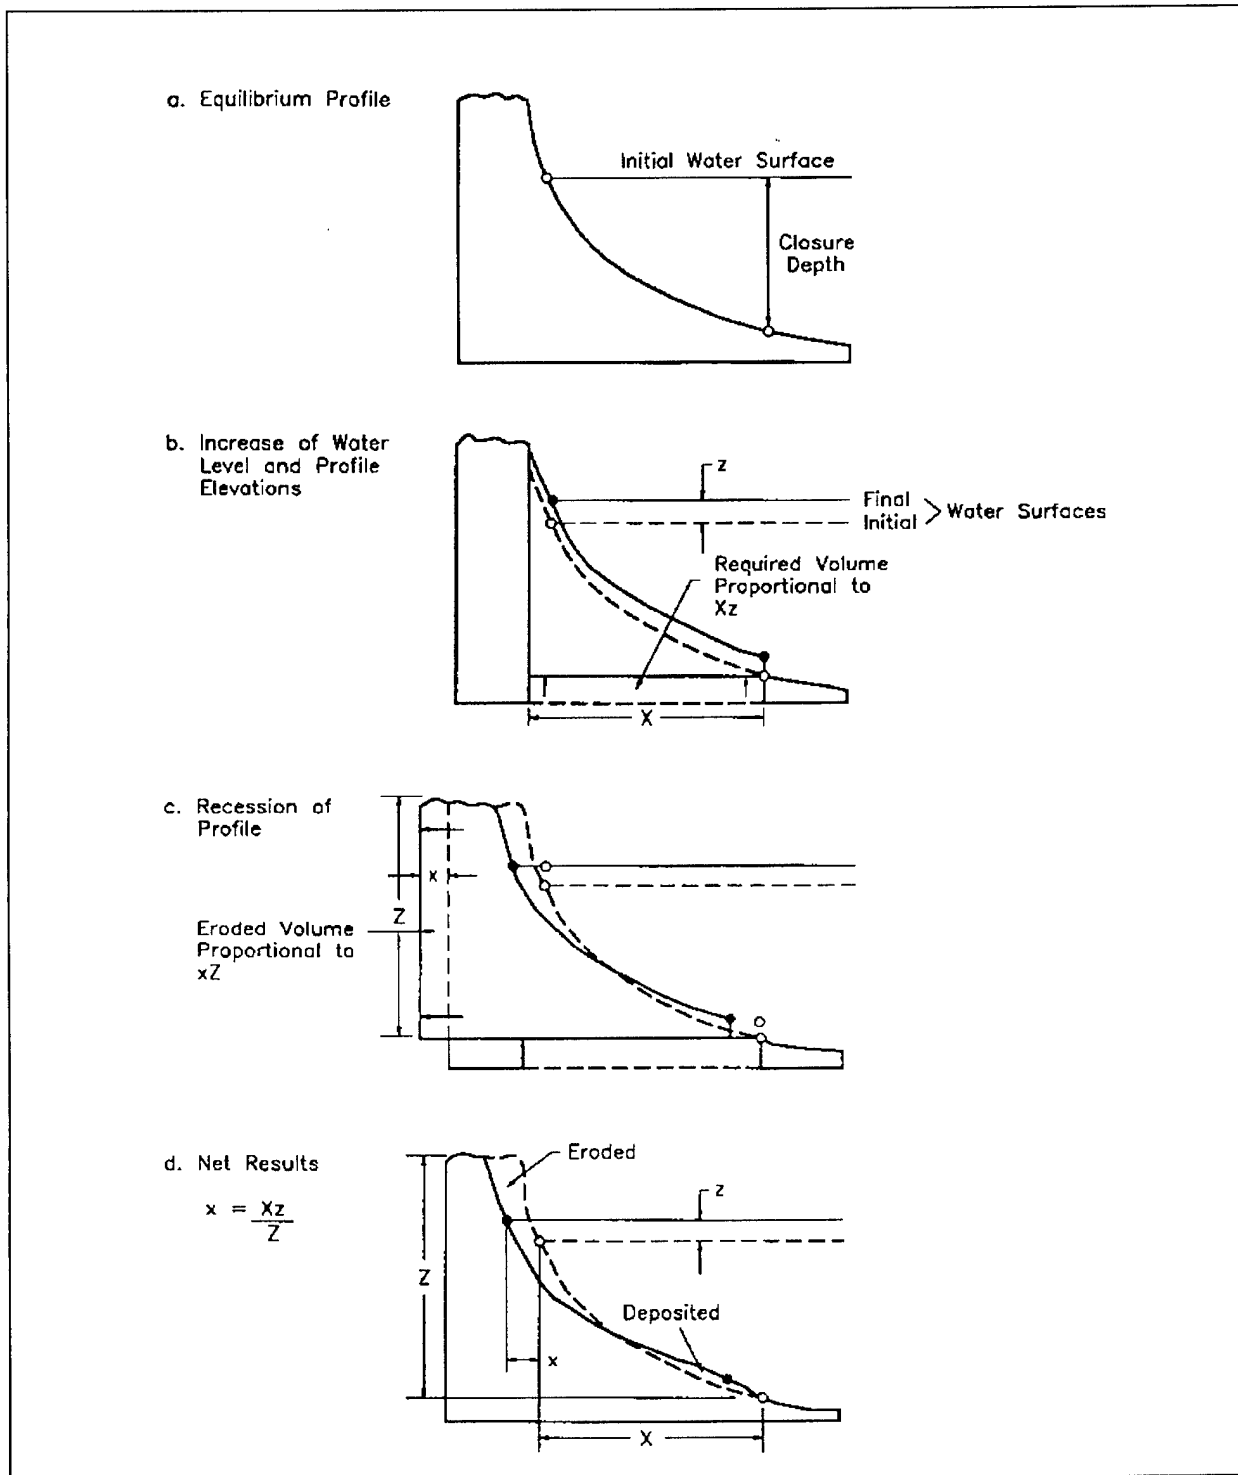 a. Equilibrium Profile
Initial Water Surface
Closure
Depth
b. Increase of Water
Level and Profile
Elevations
z
Final
Initial
> Water Surfaces
Required Volume
Proportional to
Xz
X
c. Recession of
Profile
x
Z
Eroded Volume
Proportional to
xZ
d. Net Results
x = Xz
Z
Eroded
z
Z
Deposited
x
X